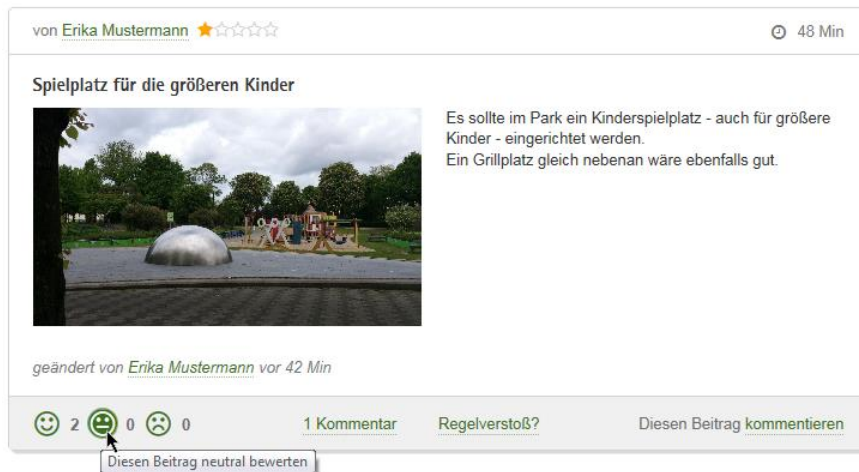 von Erika Mustermann
48 Min
Spielplatz für die größeren Kinder
Es sollte im Park ein Kinderspielplatz - auch für größere
Kinder - eingerichtet werden.
Ein Grillplatz gleich nebenan wäre ebenfalls gut.
geändert von Erika Mustermann vor 42 Min
2 0 0 1 Kommentar Regelverstoß? Diesen Beitrag kommentieren
Diesen Beitrag neutral bewerten